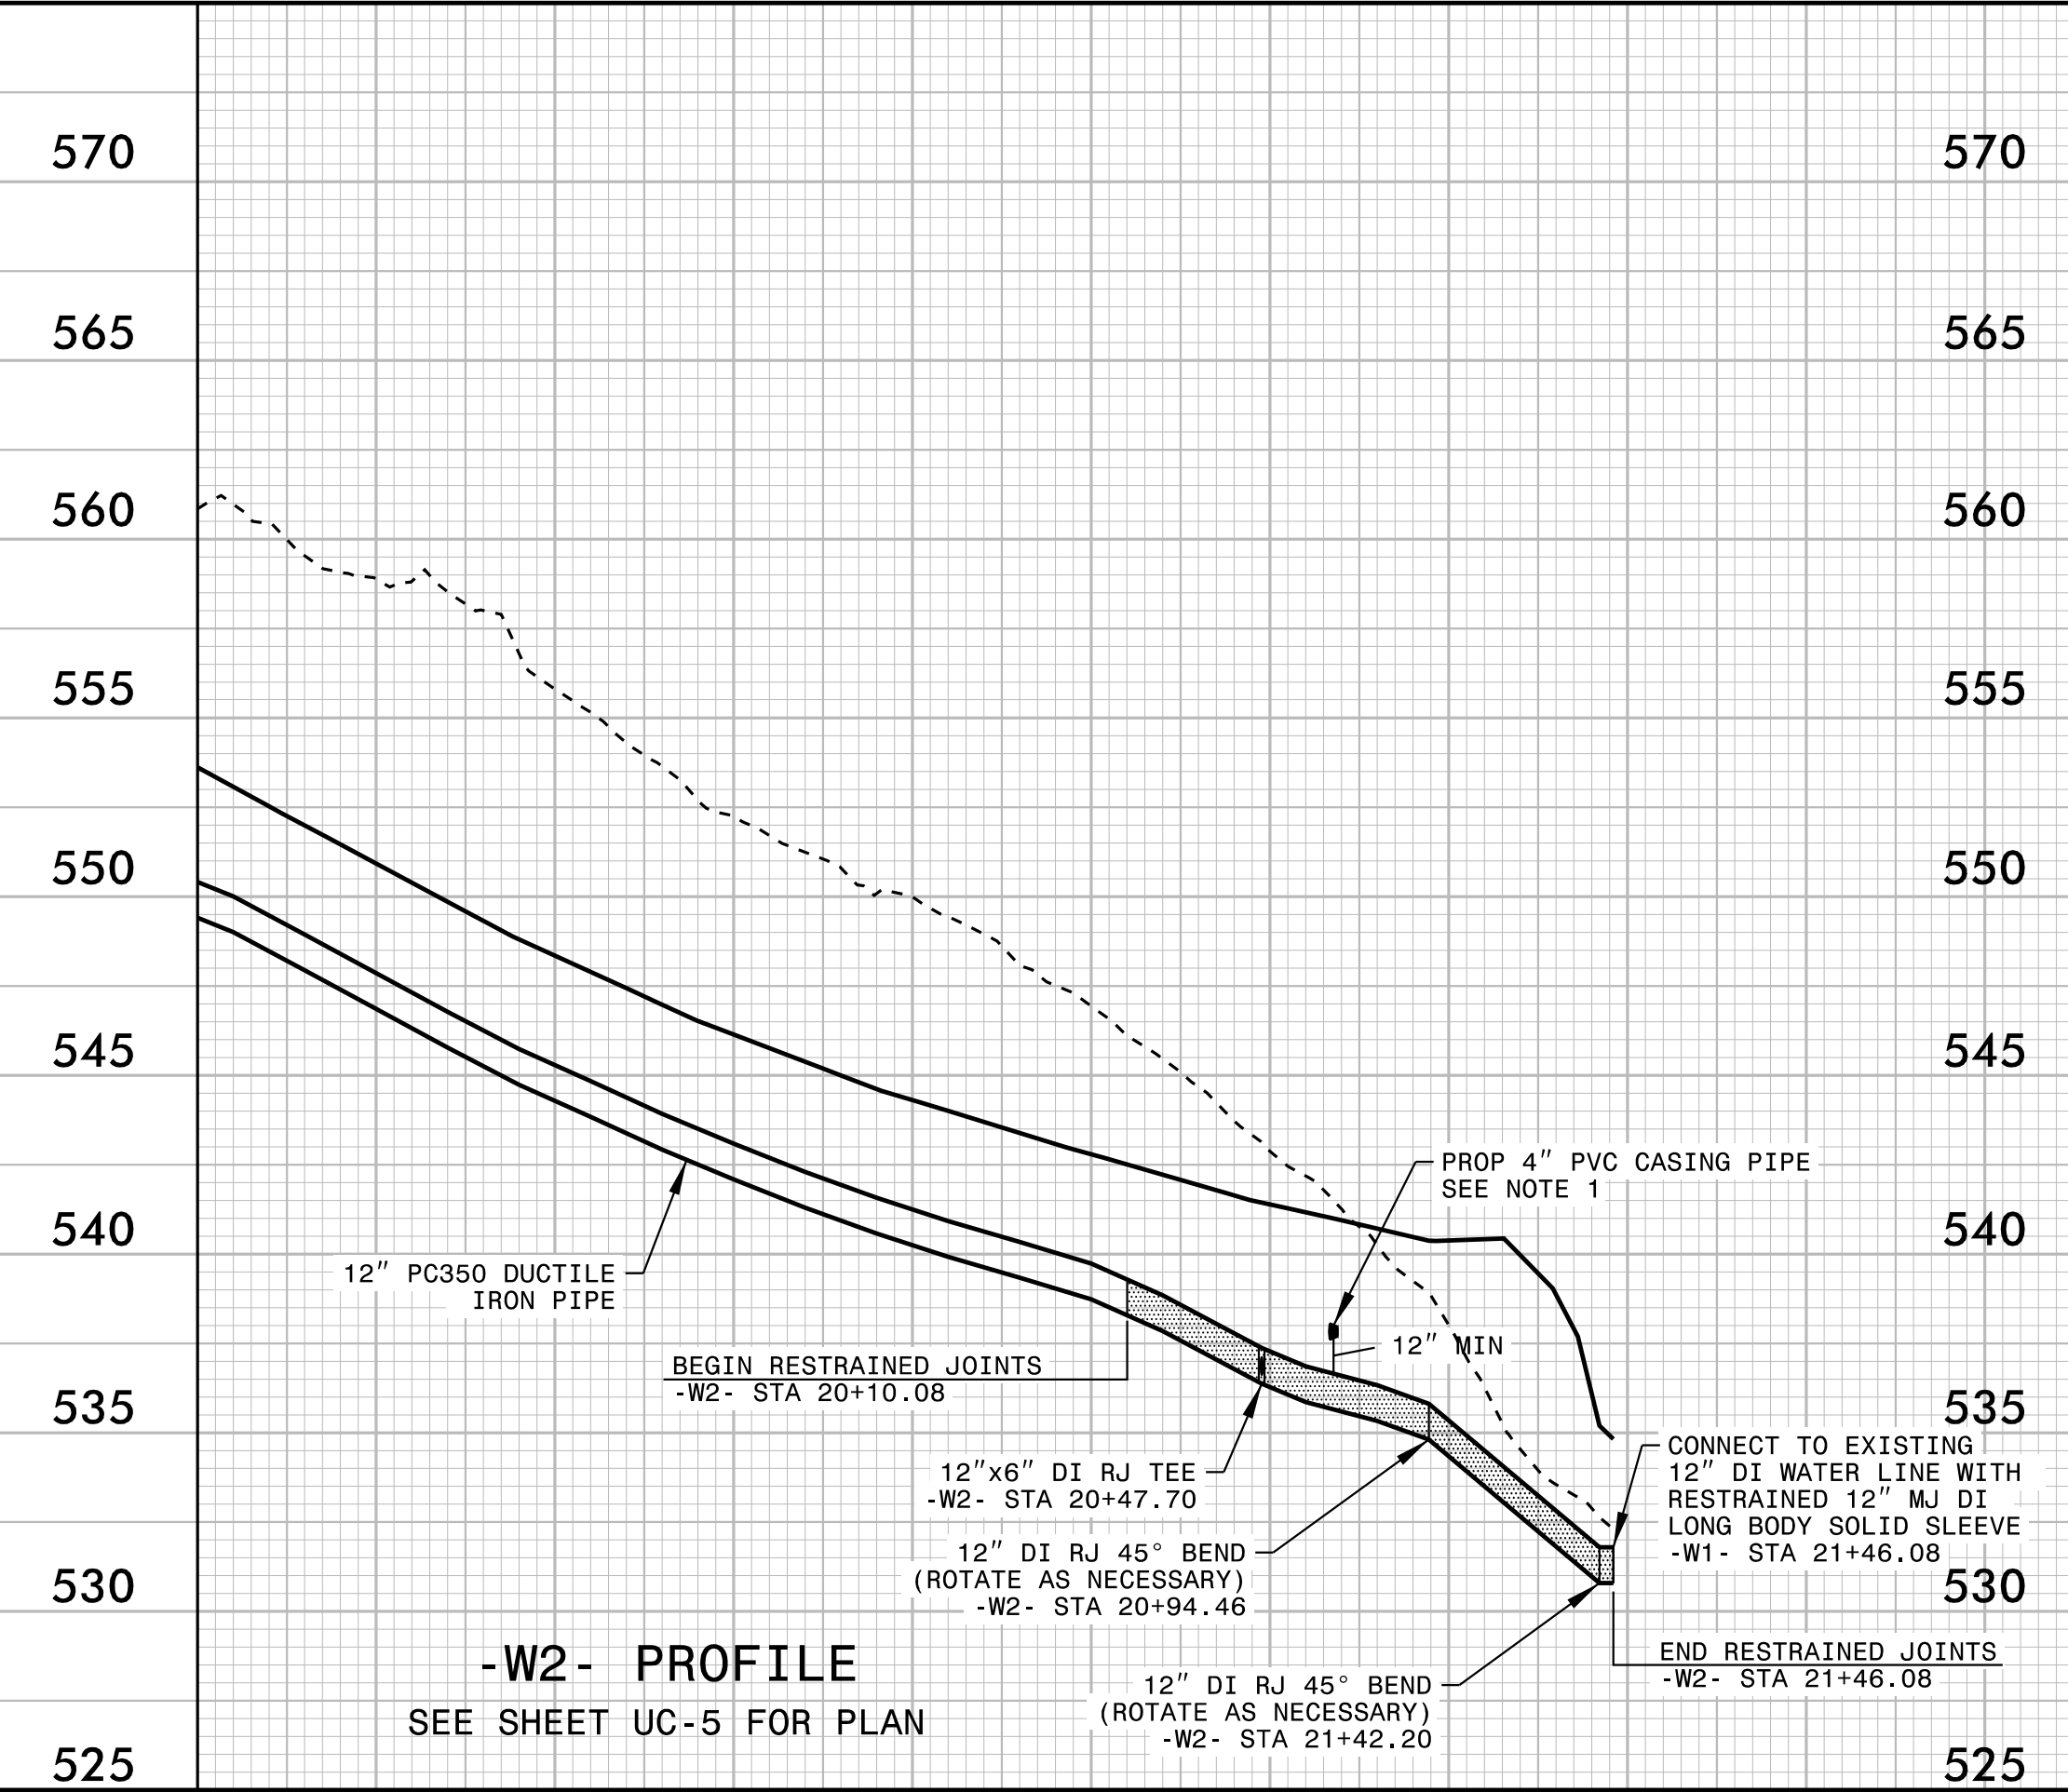 570 570
565 565
560 560
555 555
550 550
545 545
PROP 4" PVC CASING PIPE
SEE NOTE 1
540 540
12" PC350 DUCTILE
IRON PIPE
12" MIN
BEGIN RESTRAINED JOINTS
-W2- STA 20+10.08
535 535
CONNECT TO EXISTING
12" DI WATER LINE WITH
RESTRAINED 12" MJ DI
LONG BODY SOLID SLEEVE
-W1- STA 21+46.08
12"x6" DI RJ TEE
-W2- STA 20+47.70
12" DI RJ 45° BEND
(ROTATE AS NECESSARY)
-W2- STA 20+94.46
530 530
END RESTRAINED JOINTS
-W2- STA 21+46.08
-W2- PROFILE
SEE SHEET UC-5 FOR PLAN
12" DI RJ 45° BEND
(ROTATE AS NECESSARY)
-W2- STA 21+42.20
525 525